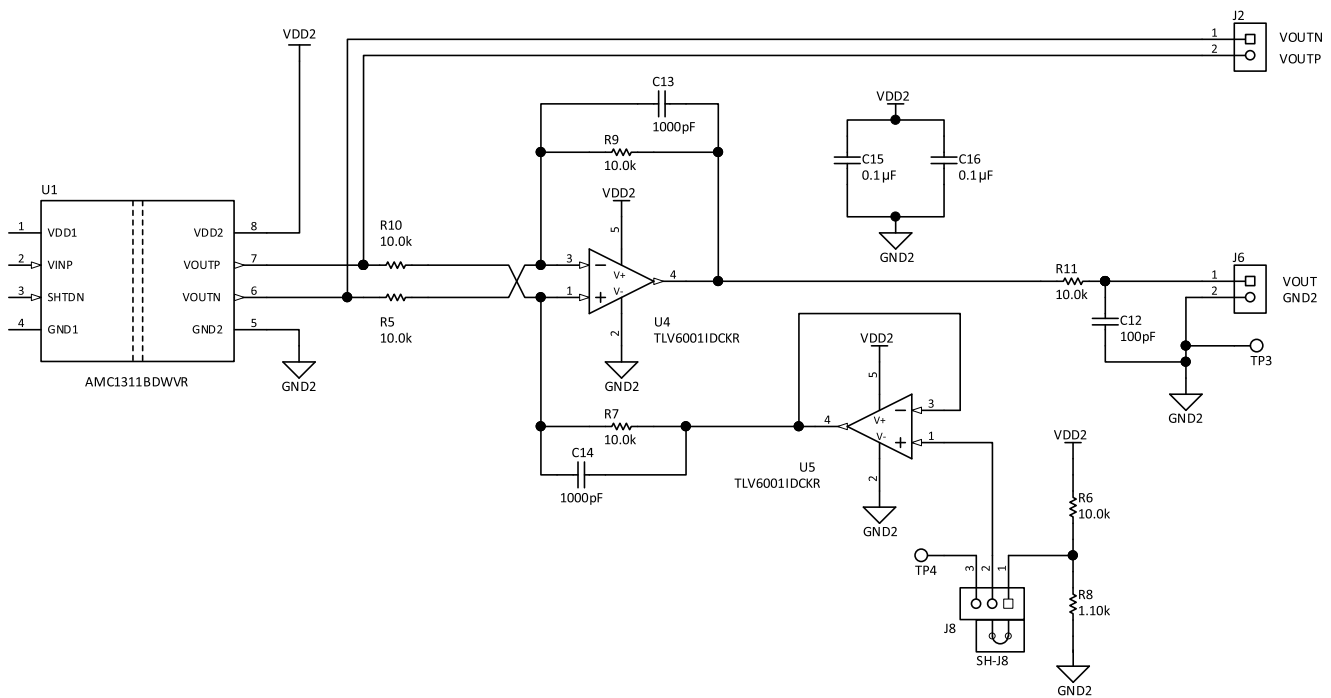 J2
VDD2
1
VOUTN
2
VOUTP
C13
1000pF
VDD2
R9
10.0k
C15
0.1µF
C16
0.1µF
GND2
U1
VDD2
5
R10
10.0k
1
VDD1
VDD2
8
2
VINP
VOUTP
7
3
SHTDN
VOUTN
6
4
GND1
GND2
5
AMC1311BDWVR
GND2
R5
10.0k
3
1
V+
V-
4
2
U4
TLV6001IDCKR
GND2
R11
10.0k
J6
1
VOUT
2
GND2
C12
100pF
TP3
GND2
VDD2
5
R7
10.0k
4
V+
V-
3
1
C14
1000pF
U5
TLV6001IDCKR
2
GND2
VDD2
R6
10.0k
TP4
3
2
1
R8
1.10k
J8
SH-J8
GND2